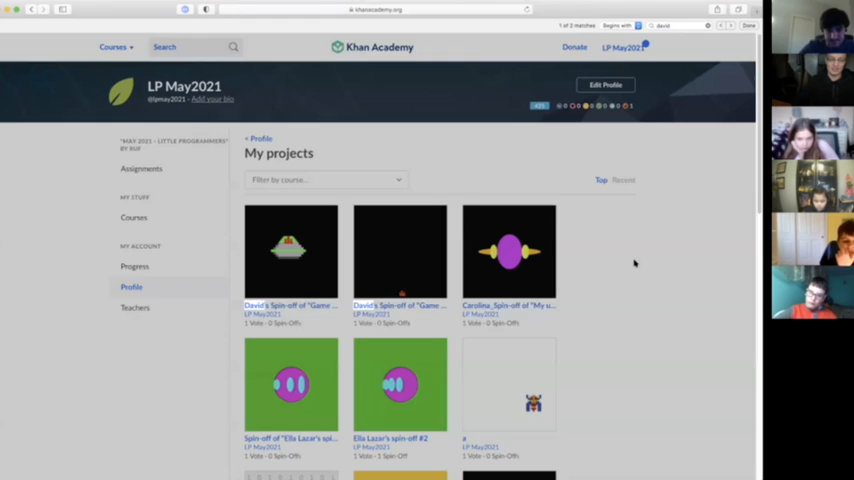 khanacademy.org
1 of 2 matches
Begins with
david
Done
Courses
Search
Khan Academy
Donate
LP May2021
LP May2021
@lpmay2021 - Add your bio
Edit Profile
"MAY 2021 - LITTLE PROGRAMMERS"
Assignments
MY STUFF
Courses
MY ACCOUNT
Progress
Profile
Teachers
< Profile
My projects
Filter by course...
Top Recent
David's Spin-off of "Game ...
LP May2021
1 Vote · 0 Spin-Offs
David's Spin-off of "Game ...
LP May2021
1 Vote · 0 Spin-Offs
Carolina_Spin-off of "My u...
LP May2021
1 Vote · 0 Spin-Offs
Spin-off of "Ella Lazar's spi...
LP May2021
1 Vote · 0 Spin-Offs
Ella Lazar's spin-off #2
LP May2021
1 Vote · 1 Spin-Off
a
LP May2021
1 Vote · 0 Spin-Offs